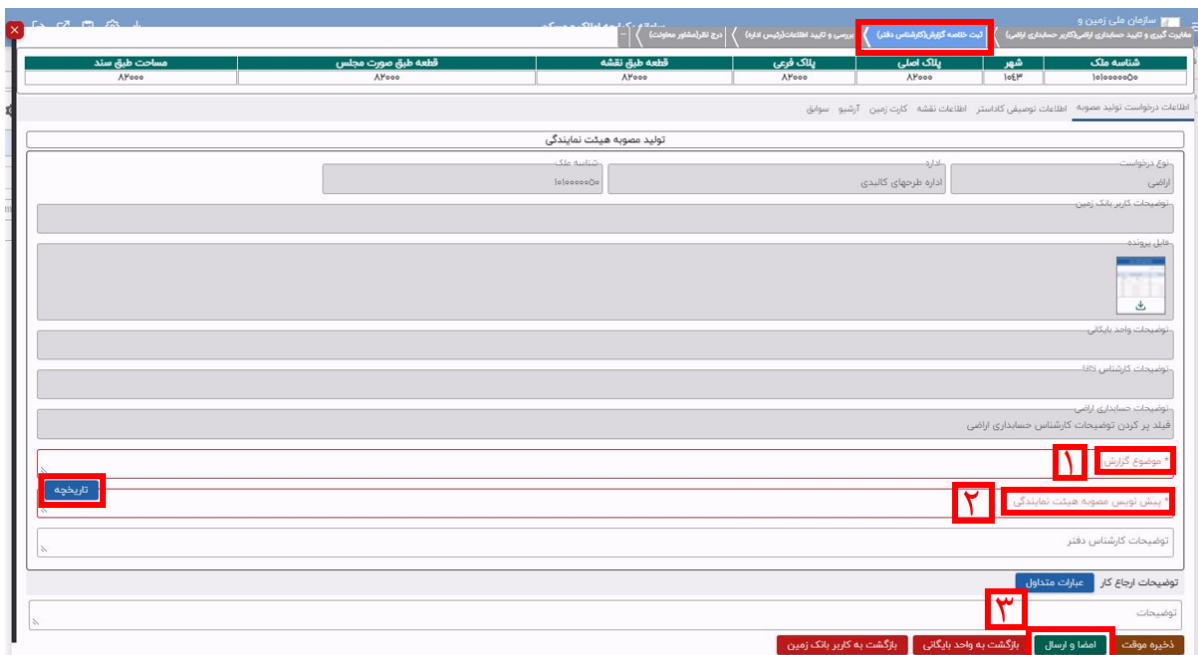 سازمان ملی زمین و
مغایرت گیری و تایید حسابداری اراضی(کاربر حسابداری اراضی)
ثبت خلاصه گزارش(کارشناس دفتر)
بررسی و تایید اطلاعات(رئیس اداره)
درج نظر(مشاور معاونت)
شناسه ملک شهر پلاک اصلی پلاک فرعی قطعه طبق نقشه قطعه طبق صورت مجلس مساحت طبق سند
۱۰۱۰۰۰۰۰۵۰ ۱۰۴۳ ۸۲۰۰۰ ۸۲۰۰۰ ۸۲۰۰۰ ۸۲۰۰۰ ۸۲۰۰۰
اطلاعات درخواست تولید مصوبه اطلاعات توصیفی کاداستر اطلاعات نقشه کارت زمین آرشیو سوابق
تولید مصوبه هیئت نمایندگی
نوع درخواست اداره شناسه ملک
اراضی اداره طرحهای کالبدی ۱۰۱۰۰۰۰۰۵۰
توضیحات کاربر بانک زمین
فایل پرونده
توضیحات واحد بایگانی
توضیحات کارشناس GIS
توضیحات حسابداری اراضی
فیلد پر کردن توضیحات کارشناس حسابداری اراضی
* موضوع گزارش
۱
تاریخچه
* پیش نویس مصوبه هیئت نمایندگی
۲
توضیحات کارشناس دفتر
توضیحات ارجاع کار عبارات متداول
توضیحات
۳
ذخیره موقت امضا و ارسال بازگشت به واحد بایگانی بازگشت به کاربر بانک زمین